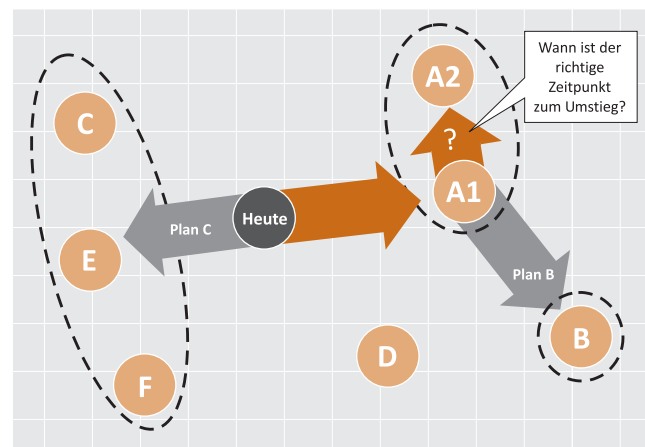 A2
Wann ist der
richtige
Zeitpunkt
zum Umstieg?
C
?
A1
Heute
Plan C
E
Plan B
B
D
F